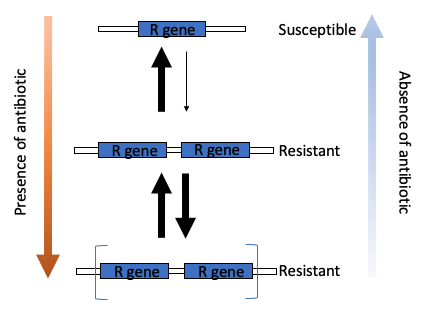 R gene Susceptible
R gene R gene Resistant
R gene R gene Resistant
Presence of antibiotic
Absence of antibiotic